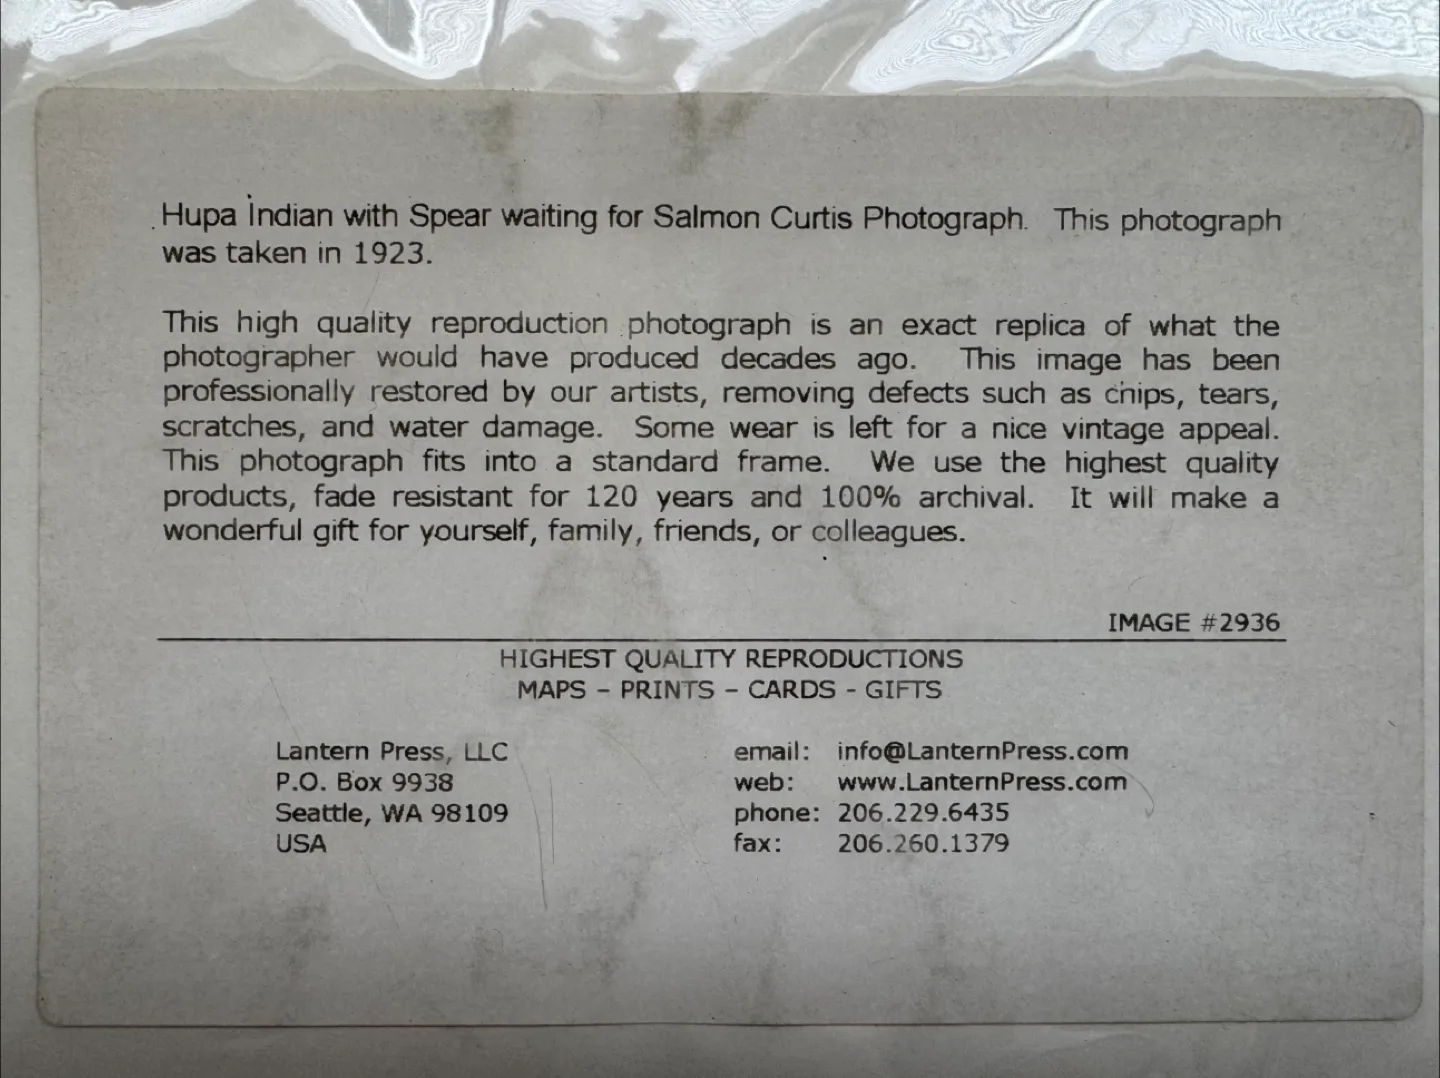 Hupa Indian with Spear waiting for Salmon Curtis Photograph. This photograph
was taken in 1923.
This high quality reproduction photograph is an exact replica of what the
photographer would have produced decades ago. This image has been
professionally restored by our artists, removing defects such as chips, tears,
scratches, and water damage. Some wear is left for a nice vintage appeal.
This photograph fits into a standard frame. We use the highest quality
products, fade resistant for 120 years and 100% archival. It will make a
wonderful gift for yourself, family, friends, or colleagues.
IMAGE #2936
HIGHEST QUALITY REPRODUCTIONS
MAPS – PRINTS – CARDS - GIFTS
Lantern Press, LLC
P.O. Box 9938
Seattle, WA 98109
USA
email: info@LanternPress.com
web: www.LanternPress.com
phone: 206.229.6435
fax: 206.260.1379